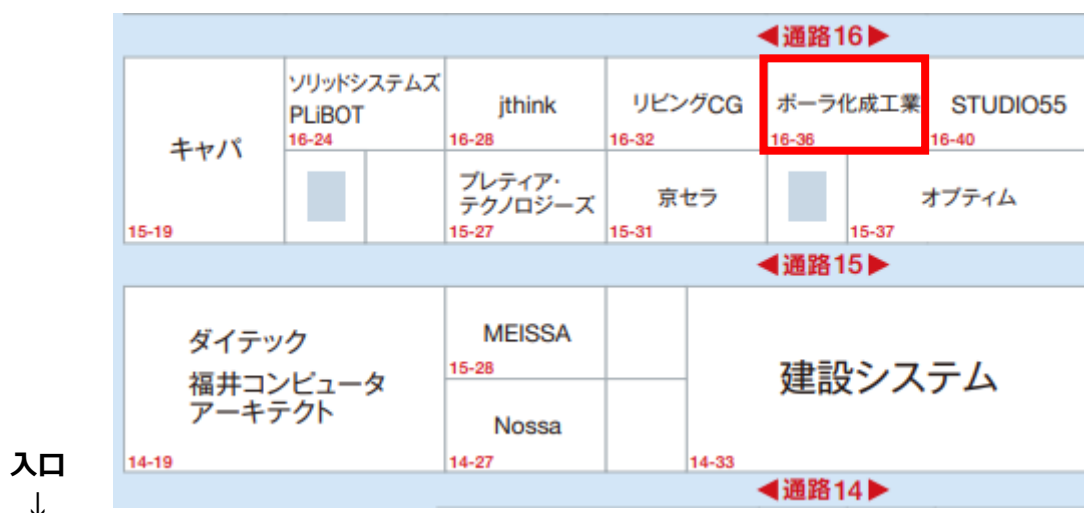 ◀通路16▶
ソリッドシステムズ
PLiBOT
16-24
jthink
16-28
リビングCG
16-32
ポーラ化成工業
16-36
STUDIO55
16-40
キャパ
15-19
プレティア・
テクノロジーズ
15-27
京セラ
15-31
オプティム
15-37
◀通路15▶
ダイテック
福井コンピュータ
アーキテクト
14-19
MEISSA
15-28
Nossa
14-27
建設システム
14-33
入口
↓
◀通路14▶